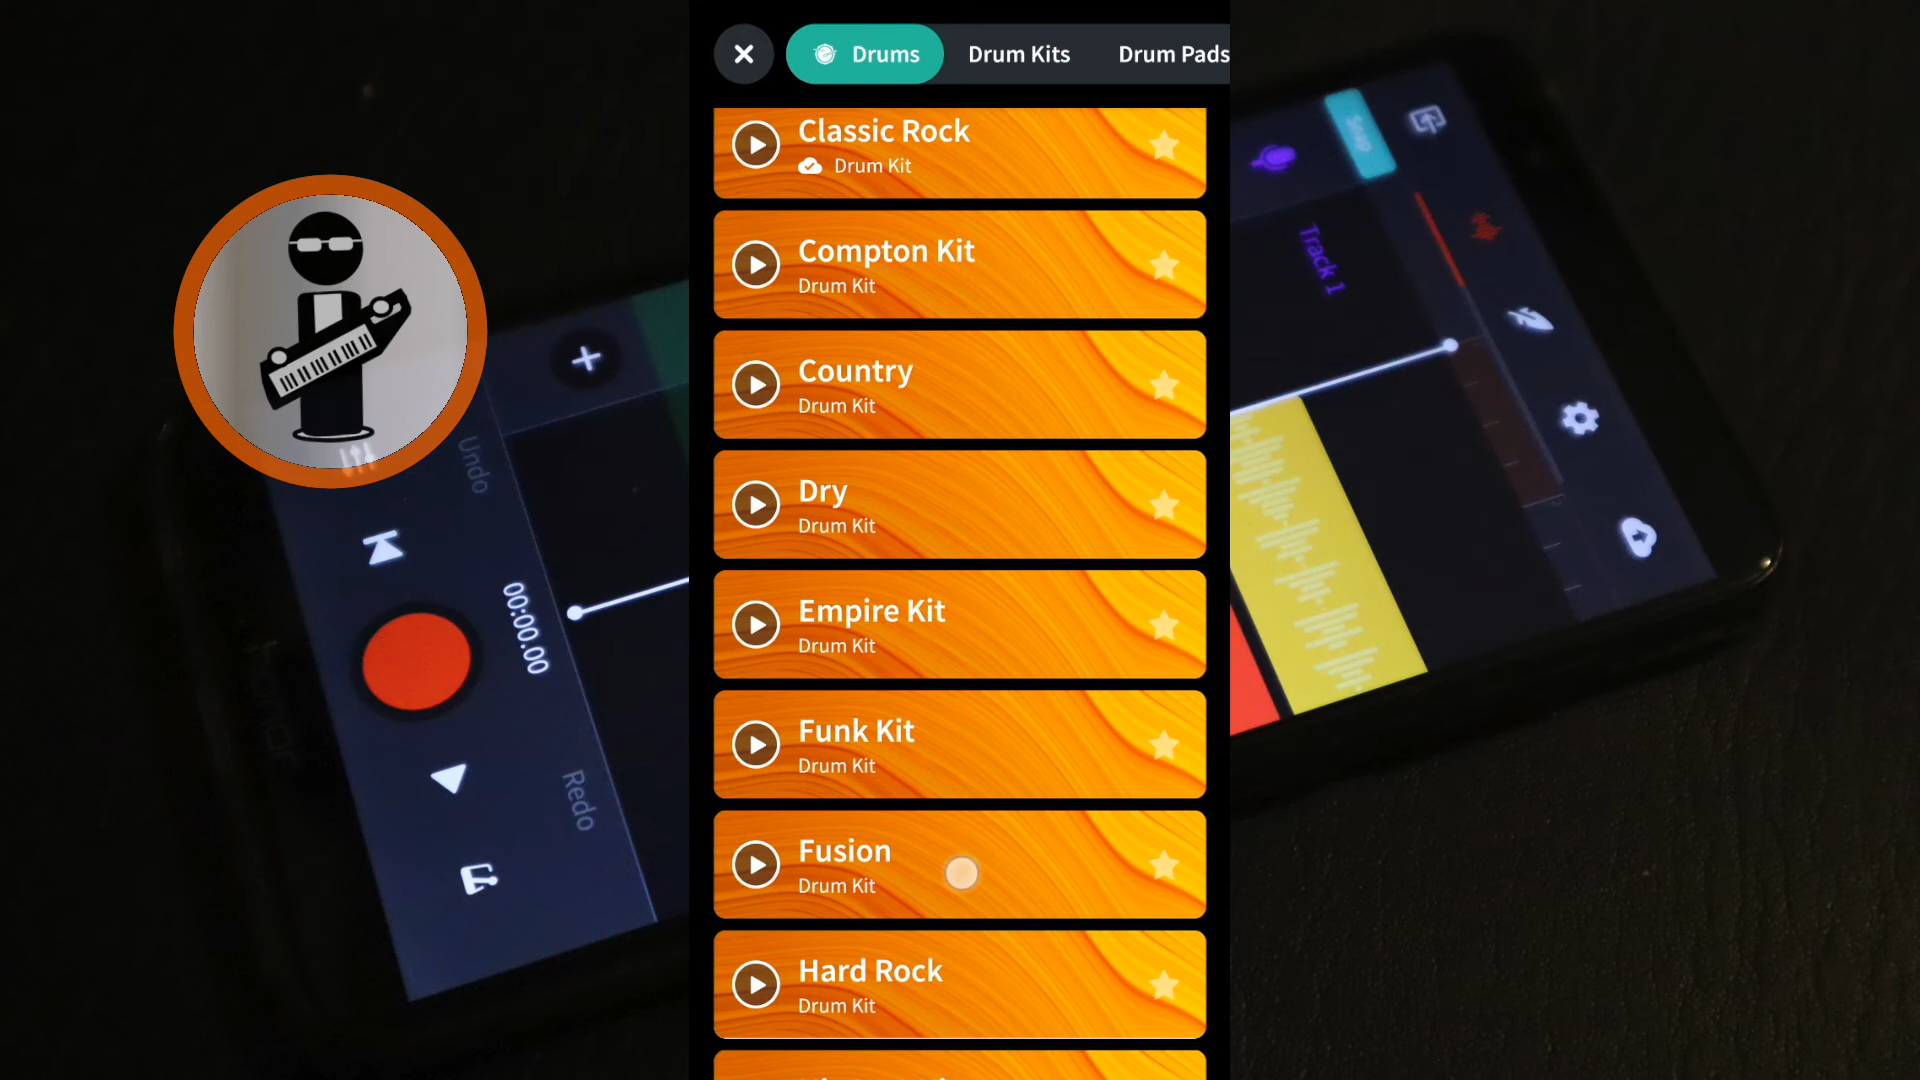 Drums
Drum Kits
Drum Pads
Classic Rock
Drum Kit
Compton Kit
Drum Kit
Country
Drum Kit
Dry
Drum Kit
Empire Kit
Drum Kit
Funk Kit
Drum Kit
Fusion
Drum Kit
Hard Rock
Drum Kit
Undo
00:00.00
Redo
Snap
Track 1